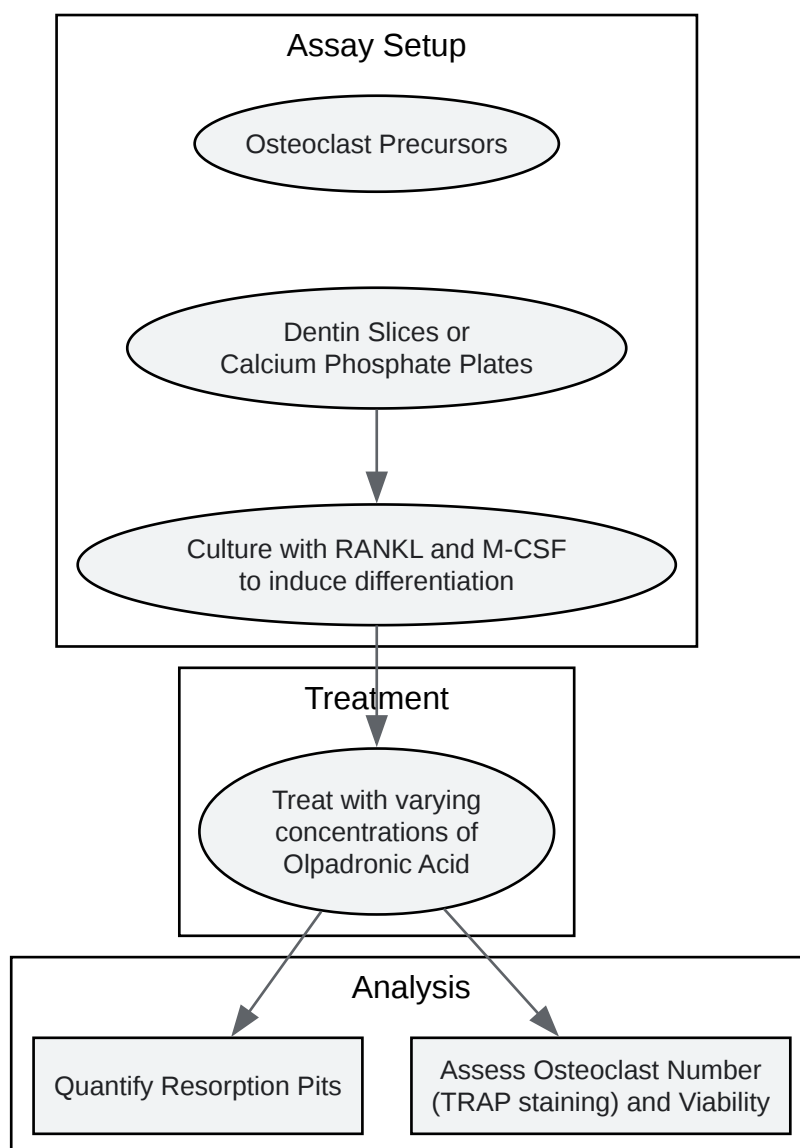 Assay Setup
Osteoclast Precursors
Dentin Slices or
Calcium Phosphate Plates
Culture with RANKL and M-CSF
to induce differentiation
Treatment
Treat with varying
concentrations of
Olpadronic Acid
Analysis
Quantify Resorption Pits
Assess Osteoclast Number
(TRAP staining) and Viability